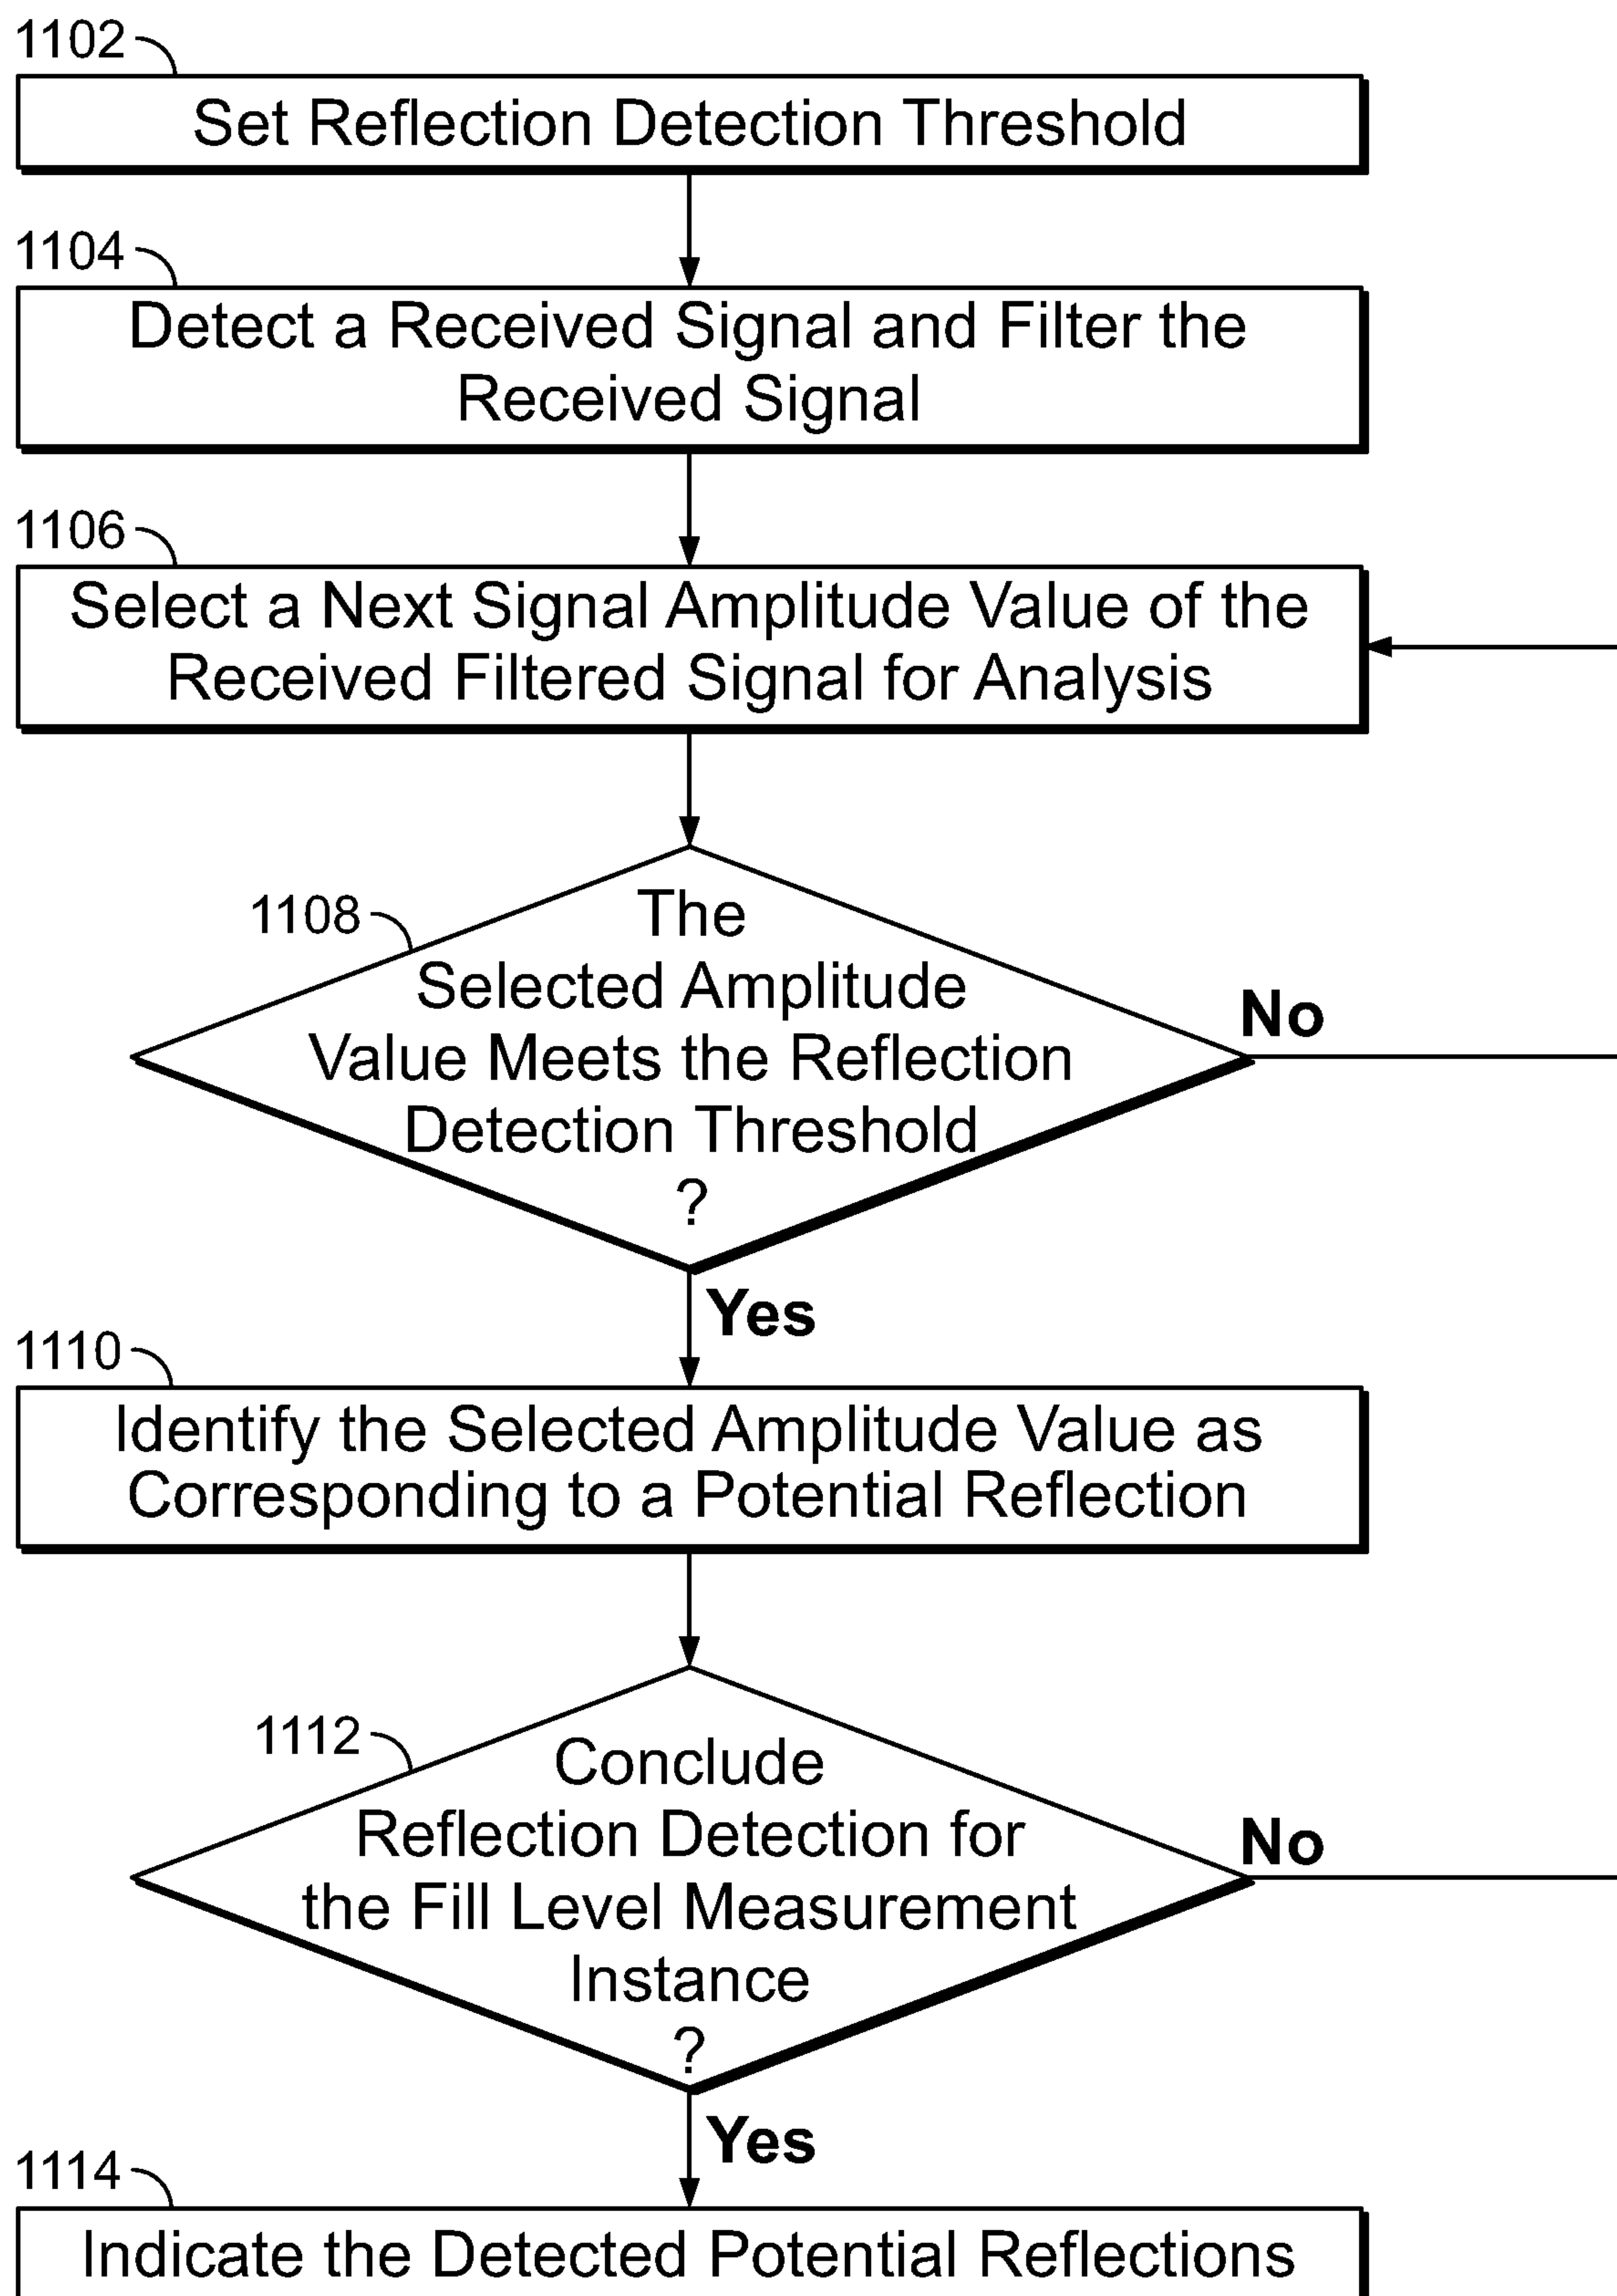 1102
Set Reflection Detection Threshold
1104
Detect a Received Signal and Filter the
Received Signal
1106
Select a Next Signal Amplitude Value of the
Received Filtered Signal for Analysis
1108
The
Selected Amplitude
Value Meets the Reflection
Detection Threshold
?
No
Yes
1110
Identify the Selected Amplitude Value as
Corresponding to a Potential Reflection
1112
Conclude
Reflection Detection for
the Fill Level Measurement
Instance
?
No
Yes
1114
Indicate the Detected Potential Reflections